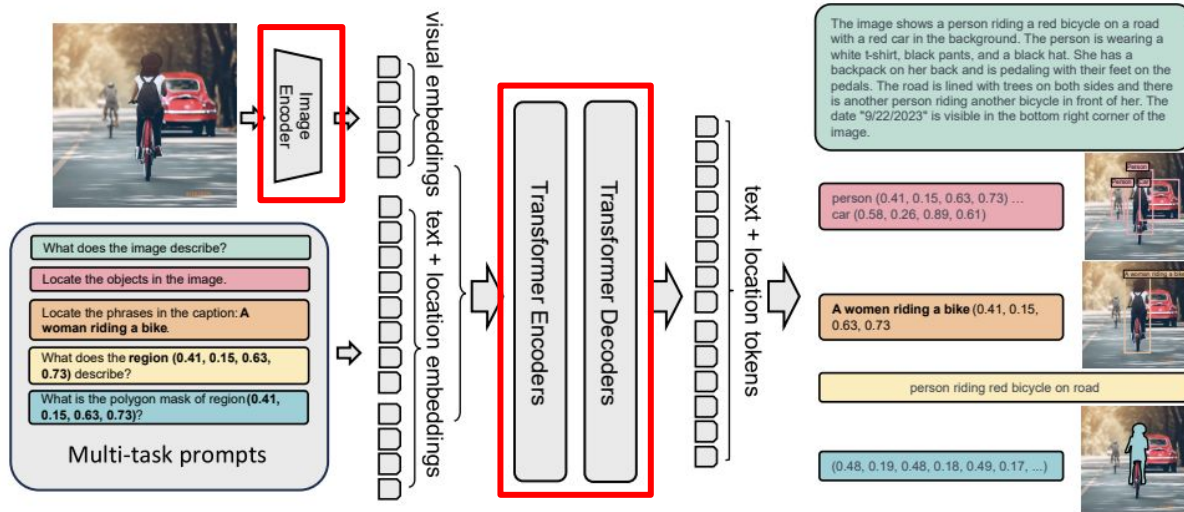 Image
Encoder
visual embeddings
text + location embeddings
What does the image describe?
Locate the objects in the image.
Locate the phrases in the caption: A
woman riding a bike.
What does the region (0.41, 0.15, 0.63,
0.73) describe?
What is the polygon mask of region (0.41,
0.15, 0.63, 0.73)?
Multi-task prompts
Transformer Encoders
Transformer Decoders
text + location tokens
The image shows a person riding a red bicycle on a road
with a red car in the background. The person is wearing a
white t-shirt, black pants, and a black hat. She has a
backpack on her back and is pedaling with their feet on the
pedals. The road is lined with trees on both sides and there
is another person riding another bicycle in front of her. The
date "9/22/2023" is visible in the bottom right corner of the
image.
person (0.41, 0.15, 0.63, 0.73) ...
car (0.58, 0.26, 0.89, 0.61)
Person
Person
Car
A women riding a bike (0.41, 0.15,
0.63, 0.73
A woman riding a bike
person riding red bicycle on road
(0.48, 0.19, 0.48, 0.18, 0.49, 0.17, ...)